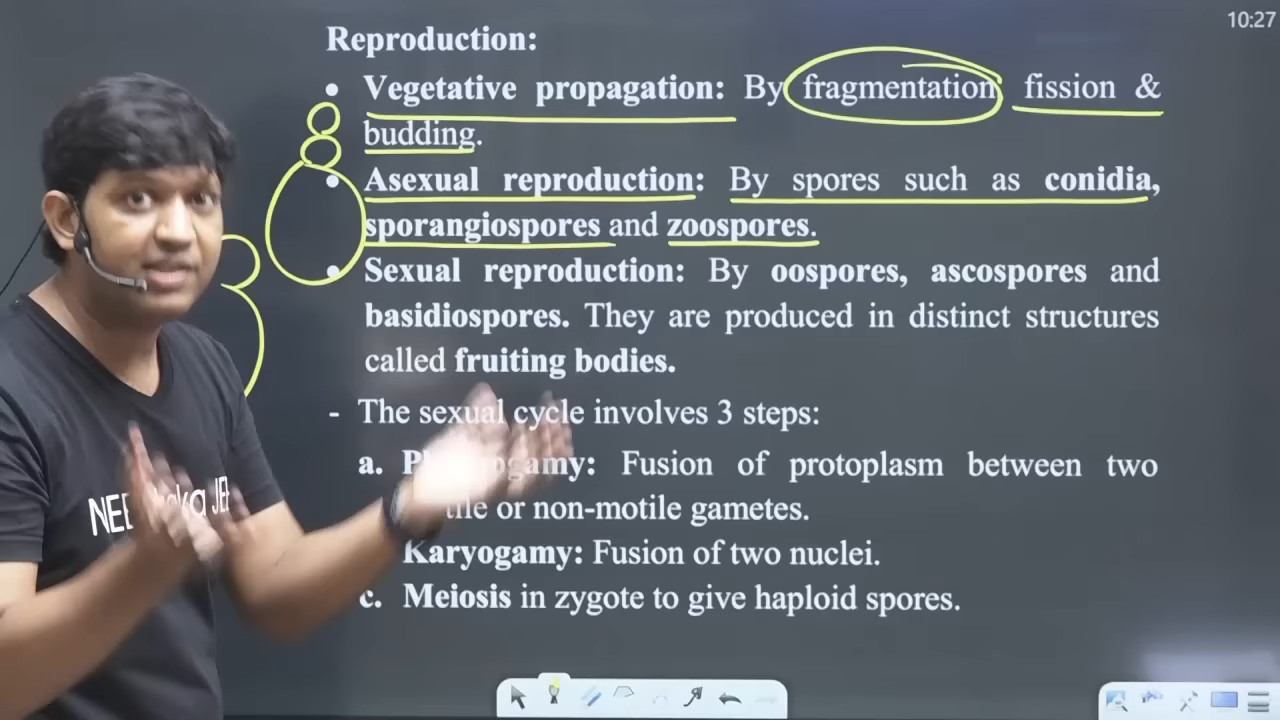 10:27
Reproduction:
• Vegetative propagation: By fragmentation fission &
budding.
• Asexual reproduction: By spores such as conidia,
sporangiospores and zoospores.
• Sexual reproduction: By oospores, ascospores and
basidiospores. They are produced in distinct structures
called fruiting bodies.
- The sexual cycle involves 3 steps:
a. Fusion of protoplasm between two
or non-motile gametes.
Karyogamy: Fusion of two nuclei.
c. Meiosis in zygote to give haploid spores.